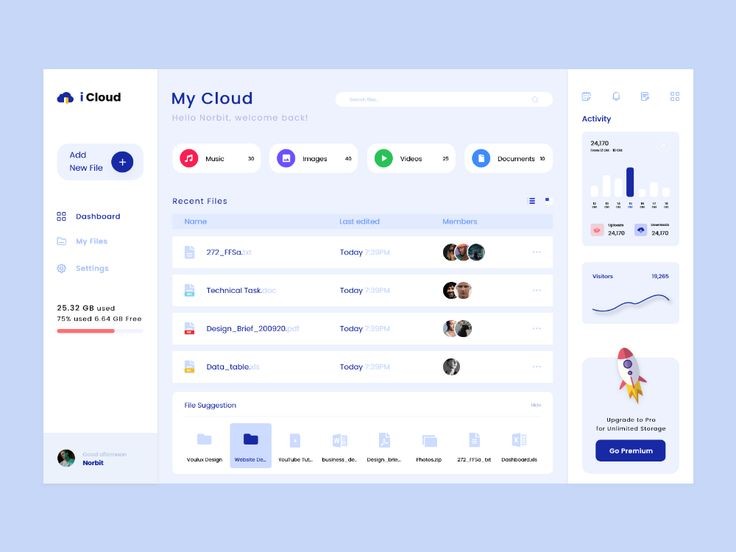 i Cloud
Add
New File
Dashboard
My Files
Settings
25.32 GB used
75% used 6.64 GB Free
Good afternoon
Norbit
My Cloud
Hello Norbit, welcome back!
Search files..
Music 30
Images 40
Videos 25
Documents 10
Recent Files
Name Last edited Members
272_FFSa.txt Today 7:39PM
Technical Task.doc Today 7:39PM
Design_Brief_200920.pdf Today 7:39PM
Data_table.xls Today 7:39PM
File Suggestion Hide
Voulux Design
Website De...
YouTube Tut...
business_de..
Design_brie...
Photos.zip
272_FFSa_.txt
Dashboard.xls
Activity
24,170
Uploads
24,170
Downloads
24,170
Visitors 19,265
Upgrade to Pro
for Unlimited Storage
Go Premium